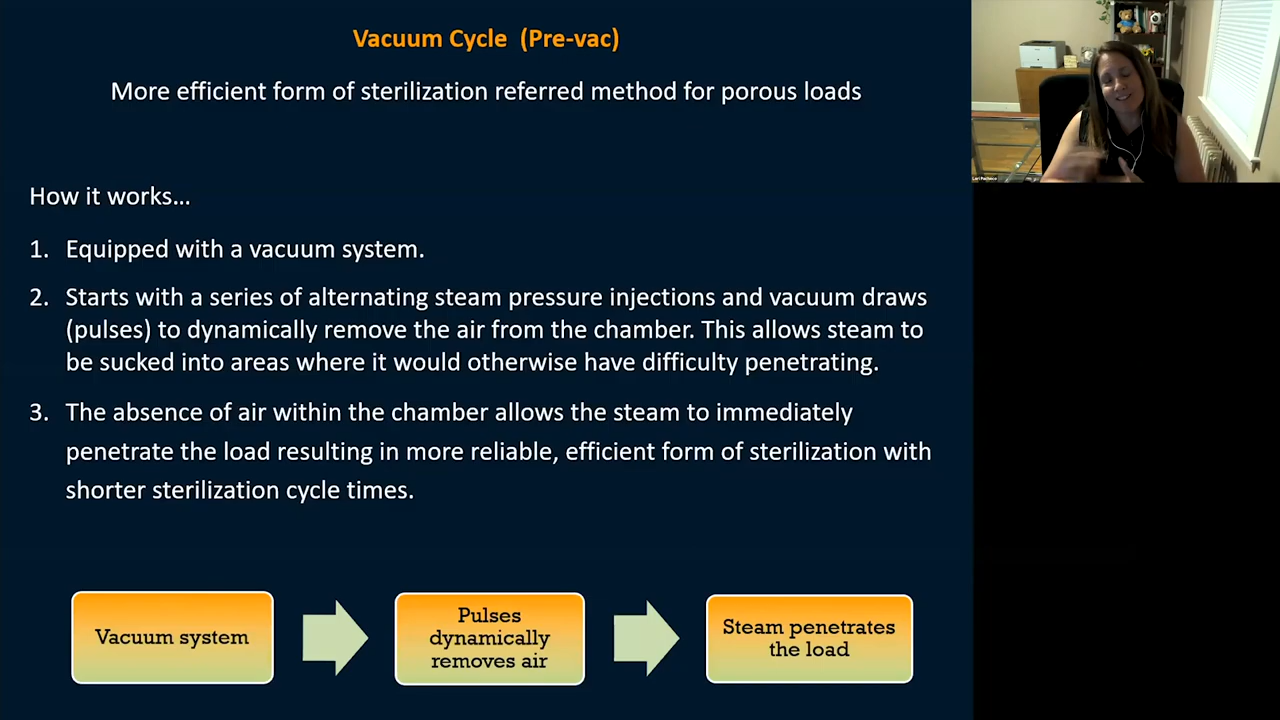 Vacuum Cycle (Pre-vac)
More efficient form of sterilization referred method for porous loads
How it works...
1. Equipped with a vacuum system.
2. Starts with a series of alternating steam pressure injections and vacuum draws
(pulses) to dynamically remove the air from the chamber. This allows steam to
be sucked into areas where it would otherwise have difficulty penetrating.
3. The absence of air within the chamber allows the steam to immediately
penetrate the load resulting in more reliable, efficient form of sterilization with
shorter sterilization cycle times.
Vacuum system
Pulses
dynamically
removes air
Steam penetrates
the load
Lori Pacheco